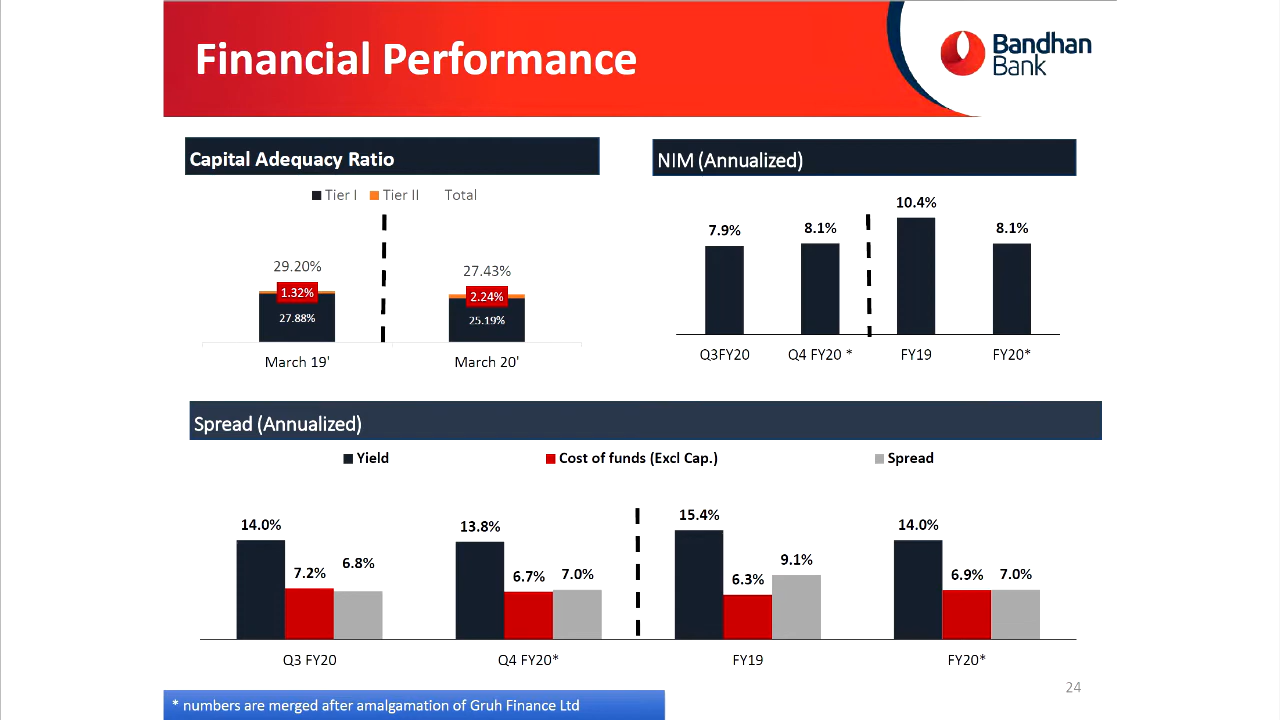 Financial Performance
Bandhan
Bank
Capital Adequacy Ratio
Tier I Tier II Total
29.20%
1.32%
27.88%
27.43%
2.24%
25.19%
March 19' March 20'
NIM (Annualized)
7.9% 8.1% 10.4% 8.1%
Q3FY20 Q4 FY20 * FY19 FY20*
Spread (Annualized)
Yield Cost of funds (Excl Cap.) Spread
14.0% 7.2% 6.8% 13.8% 6.7% 7.0% 15.4% 6.3% 9.1% 14.0% 6.9% 7.0%
Q3 FY20 Q4 FY20* FY19 FY20*
24
* numbers are merged after amalgamation of Gruh Finance Ltd